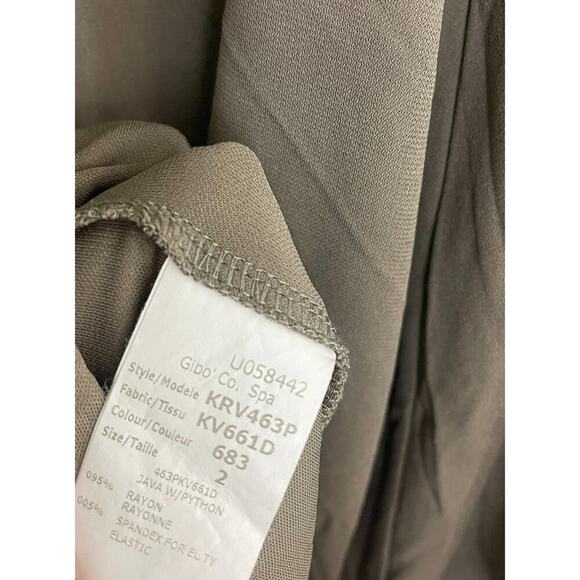 U058442
Gibo' Co. Spa
Style/Modele KRV463P
Fabric/Tissu KV661D
Colour/Couleur 683
Size/Taille 2
463PKV661D
JAVA W/PYTHON
095% RAYON
RAYONNE
005% SPANDEX FOR ELTY
ELASTIC